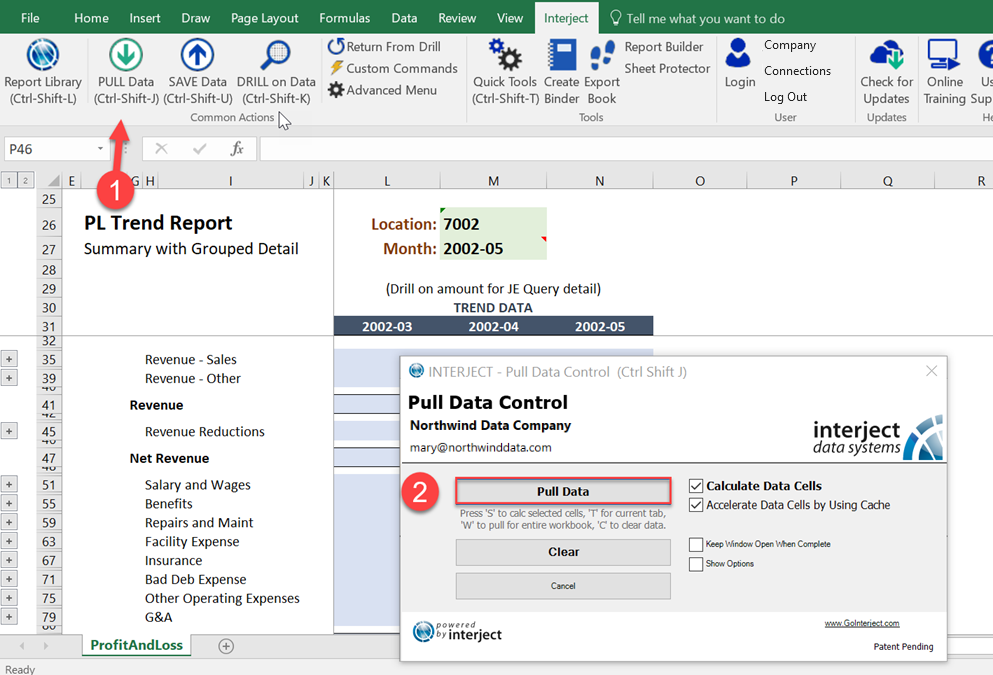 File Home Insert Draw Page Layout Formulas Data Review View Interject Tell me what you want to do
Report Library
(Ctrl-Shift-L)
PULL Data
(Ctrl-Shift-J)
SAVE Data
(Ctrl-Shift-U)
DRILL on Data
(Ctrl-Shift-K)
Return From Drill
Custom Commands
Advanced Menu
Common Actions
Quick Tools
(Ctrl-Shift-T)
Create
Binder
Export
Book
Report Builder
Sheet Protector
Tools
Login
Company
Connections
Log Out
User
Check for
Updates
Updates
Online
Training
1
P46 fx
1 2 E G H I J K L M N O P Q R
25
26 PL Trend Report Location: 7002
27 Summary with Grouped Detail Month: 2002-05
28
29 (Drill on amount for JE Query detail)
30 TREND DATA
31 2002-03 2002-04 2002-05
32
35 Revenue - Sales
39 Revenue - Other
40
41 Revenue
42
45 Revenue Reductions
46
47 Net Revenue
48
51 Salary and Wages
55 Benefits
59 Repairs and Maint
63 Facility Expense
67 Insurance
71 Bad Deb Expense
75 Other Operating Expenses
79 G&A
80
INTERJECT - Pull Data Control (Ctrl Shift J)
Pull Data Control
Northwind Data Company
mary@northwinddata.com
interject
data systems
2
Pull Data
Press 'S' to calc selected cells, 'T' for current tab,
'W' to pull for entire workbook, 'C' to clear data.
Clear
Cancel
Calculate Data Cells
Accelerate Data Cells by Using Cache
Keep Window Open When Complete
Show Options
powered
by interject
www.GoInterject.com
Patent Pending
ProfitAndLoss
Ready